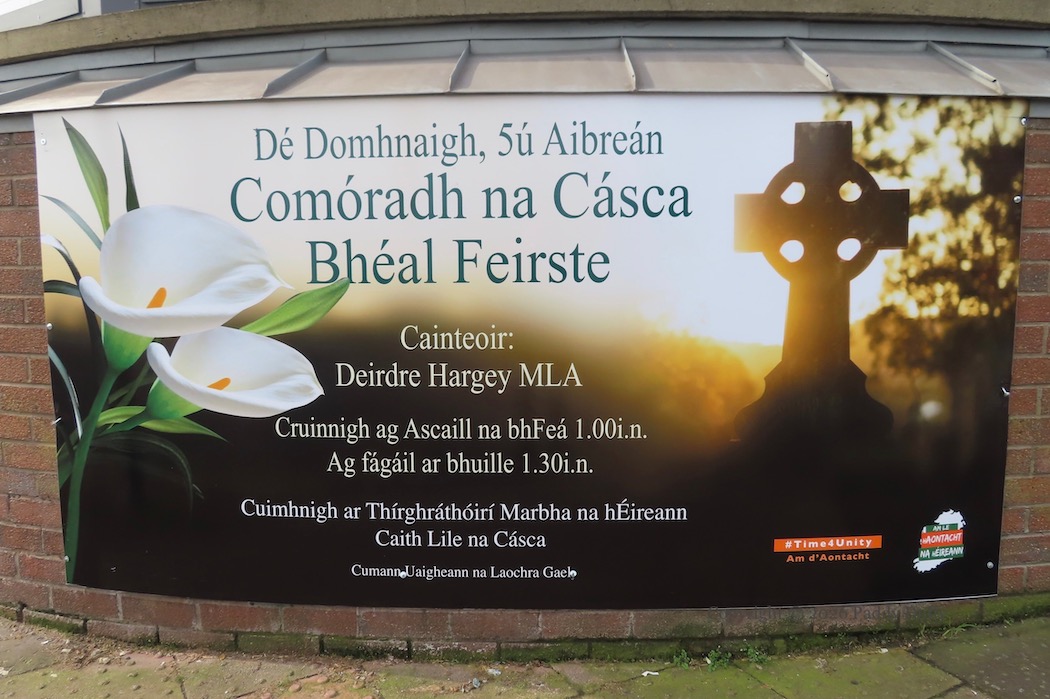 Dé Domhnaigh, 5ú Aibreán
Comóradh na Cásca
Bhéal Feirste
Cainteoir:
Deirdre Hargey MLA
Cruinnigh ag Ascaill na bhFeá 1.00i.n.
Ag fágáil ar bhuille 1.30i.n.
Cuimhnigh ar Thírghráthóirí Marbha na hÉireann
Caith Lile na Cásca
Cumann Uaigheann na Laochra Gael
#Time4Unity
Am d'Aontacht
AM LE
hAONTACHT
NA hÉIREANN